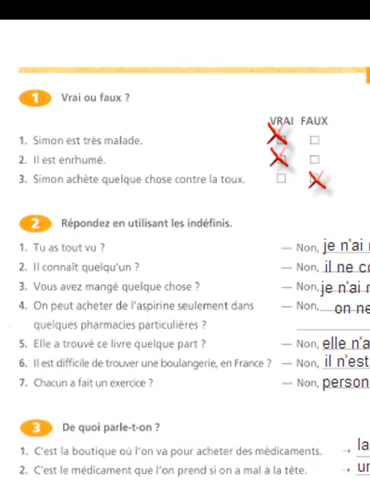 1 Vrai ou faux ?
VRAI FAUX
1. Simon est très malade.
2. Il est enrhumé.
3. Simon achète quelque chose contre la toux.
2 Répondez en utilisant les indéfinis.
1. Tu as tout vu ? — Non, je n'ai
2. Il connaît quelqu'un ? — Non, il ne
3. Vous avez mangé quelque chose ? — Non, je n'ai
4. On peut acheter de l'aspirine seulement dans — Non, on ne
quelques pharmacies particulières ?
5. Elle a trouvé ce livre quelque part ? — Non, elle n'a
6. Il est difficile de trouver une boulangerie, en France ? — Non, il n'est
7. Chacun a fait un exercice ? — Non, person
3 De quoi parle-t-on ?
1. C'est la boutique où l'on va pour acheter des médicaments. → la
2. C'est le médicament que l'on prend si on a mal à la tête. → un